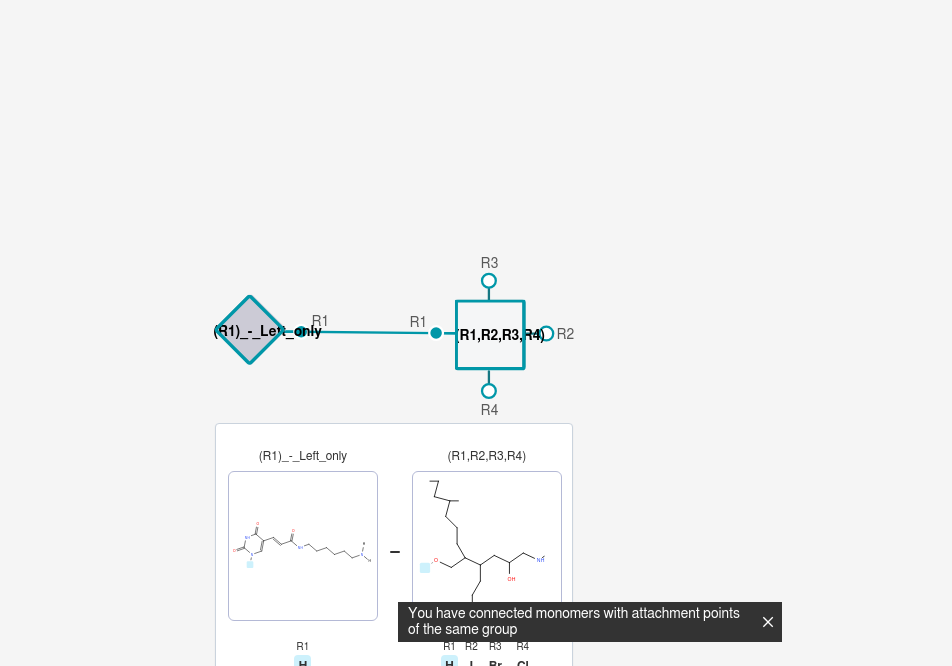 R3
(R1)_-_Left_only
R1
R1
(R1,R2,R3,R4)
R2
R4
(R1)_-_Left_only
(R1,R2,R3,R4)
O
NH
O
N
O
NH
N
H
H
O
OH
NH
You have connected monomers with attachment points
of the same group
R1
R1 R2 R3 R4
H
H I Br Cl